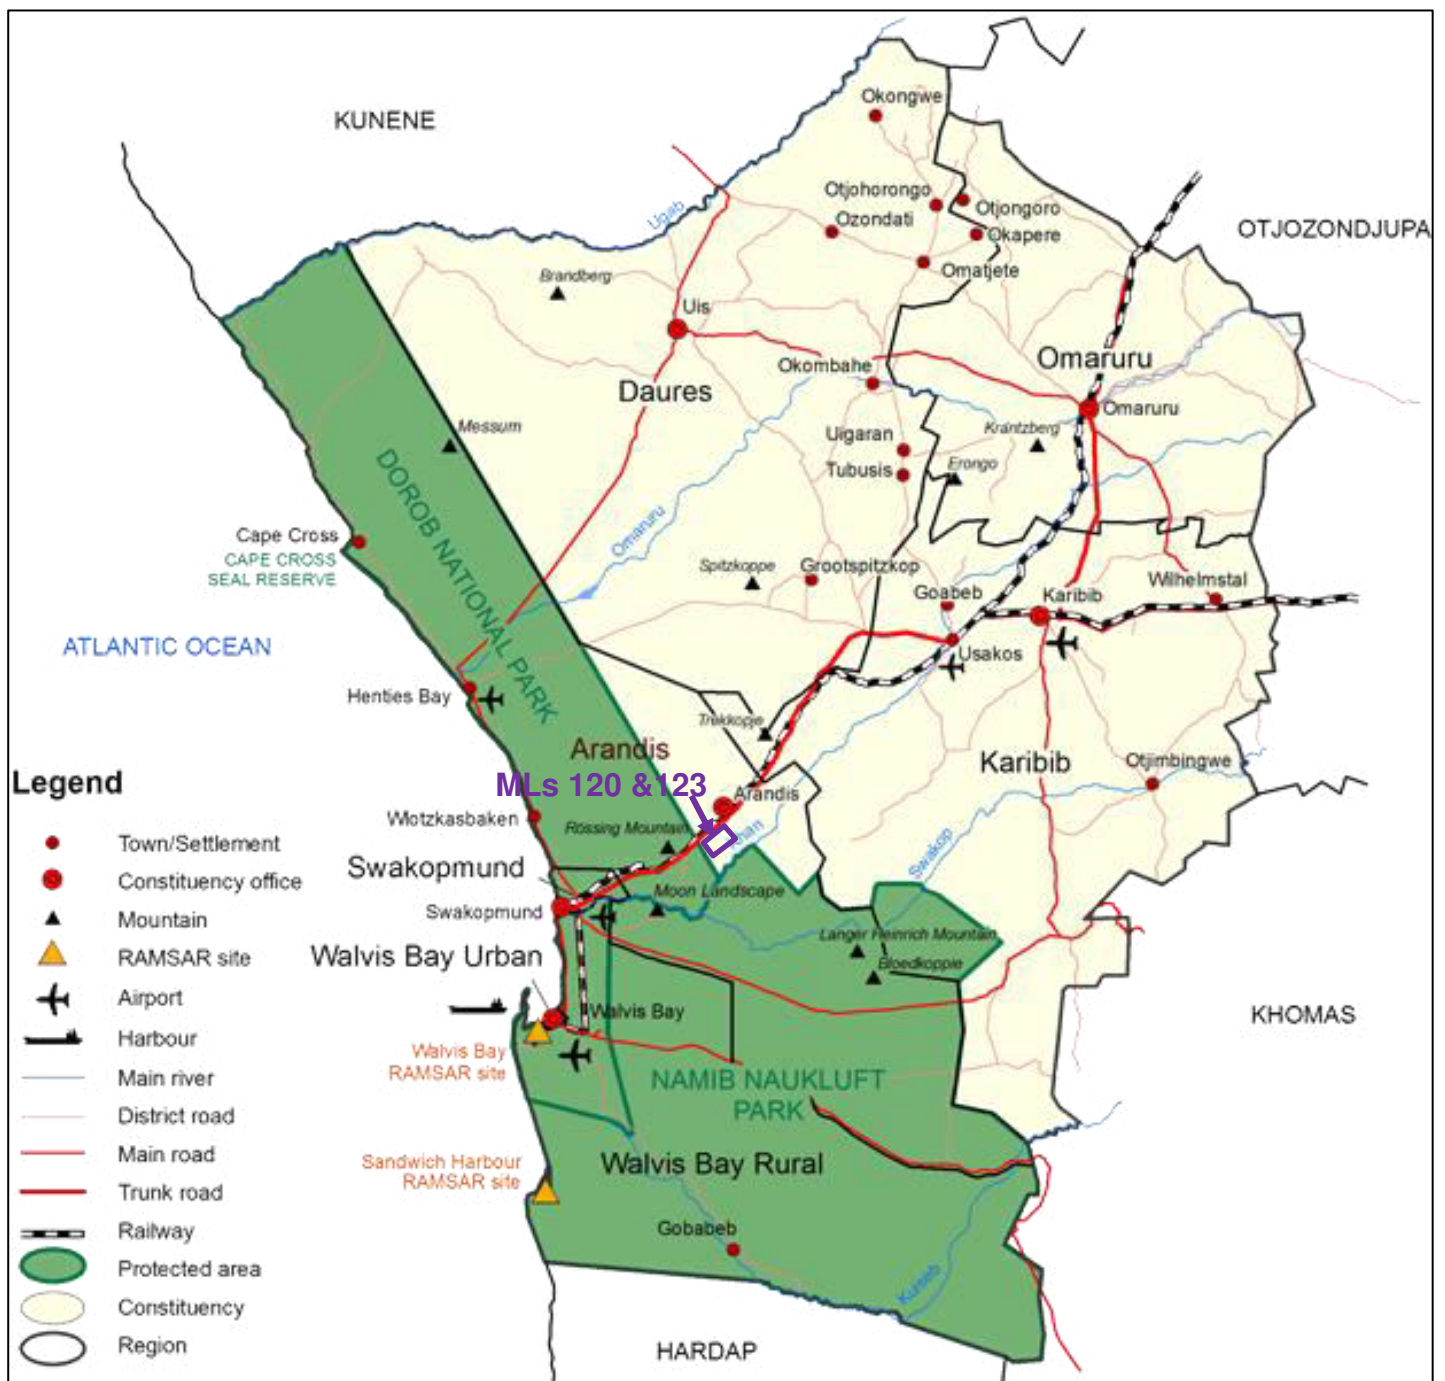 KUNENE
OTJOZONDJUPA
Okongwe
Otjohorongo
Otjongoro
Ozondati
Okapere
Omatjete
Ugab
Brandberg
Uis
Daures
Okombahe
Omaruru
Omaruru
Krantzberg
Uigaran
Tubusis
Erongo
Messum
DOROB NATIONAL PARK
Omaruru
Cape Cross
CAPE CROSS
SEAL RESERVE
Spitzkoppe
Grootspitzkop
Goabeb
Karibib
Wilhelmstal
ATLANTIC OCEAN
Usakos
Henties Bay
Trekkopje
Arandis
Karibib
Otjimbingwe
MLs 120 &123
Arandis
Wlotzkasbaken
Rössing Mountain
Khan
Swakop
Swakopmund
Moon Landscape
Swakopmund
Langer Heinrich Mountain
Bloedkoppie
Walvis Bay Urban
Walvis Bay
KHOMAS
Walvis Bay
RAMSAR site
NAMIB NAUKLUFT
PARK
Sandwich Harbour
RAMSAR site
Walvis Bay Rural
Gobabeb
Kuiseb
HARDAP
Legend
Town/Settlement
Constituency office
Mountain
RAMSAR site
Airport
Harbour
Main river
District road
Main road
Trunk road
Railway
Protected area
Constituency
Region